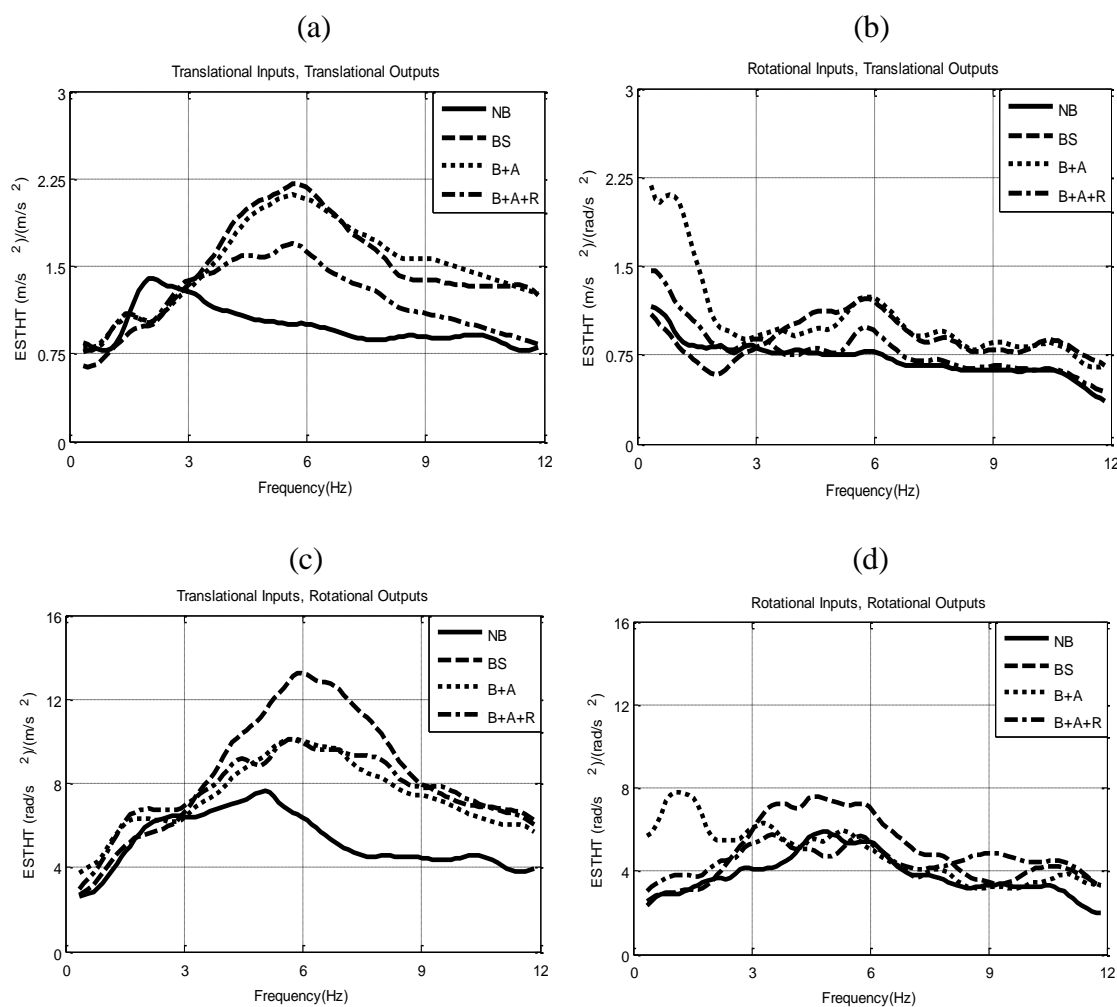 (a)
Translational Inputs, Translational Outputs
3
2.25
1.5
0.75
0
0 3 6 9 12
ESTHT (m/s ²)/(m/s ²)
Frequency(Hz)
NB
BS
B+A
B+A+R
(b)
Rotational Inputs, Translational Outputs
3
2.25
1.5
0.75
0
0 3 6 9 12
ESTHT (m/s ²)/(rad/s ²)
Frequency(Hz)
NB
BS
B+A
B+A+R
(c)
Translational Inputs, Rotational Outputs
16
12
8
4
0
0 3 6 9 12
ESTHT (rad/s ²)/(m/s ²)
Frequency(Hz)
NB
BS
B+A
B+A+R
(d)
Rotational Inputs, Rotational Outputs
16
12
8
4
0
0 3 6 9 12
ESTHT (rad/s ²)/(rad/s ²)
Frequency(Hz)
NB
BS
B+A
B+A+R